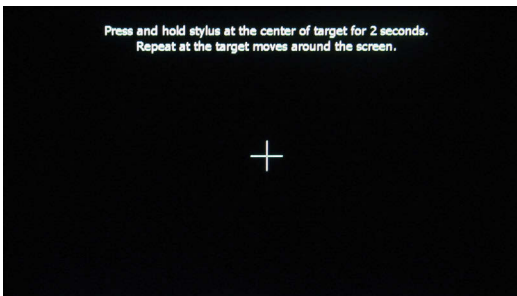 Press and hold stylus at the center of target for 2 seconds.
Repeat at the target moves around the screen.